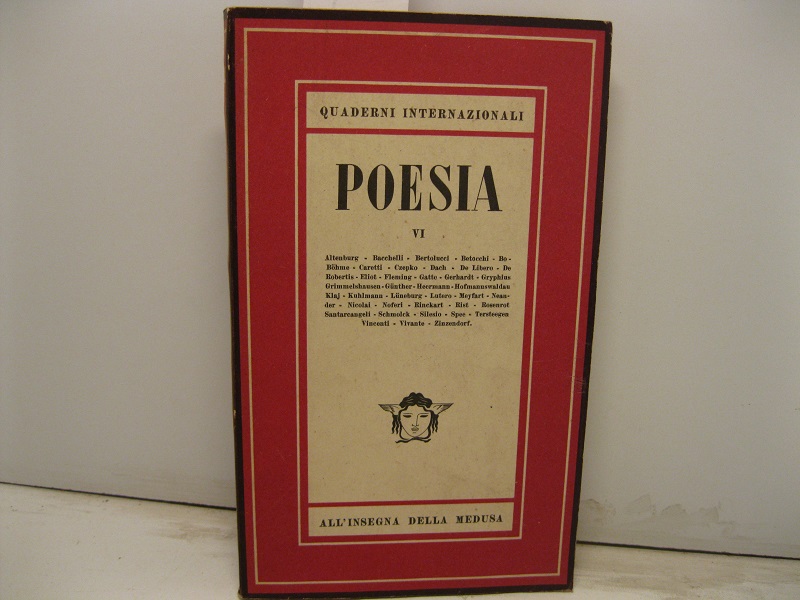 QUADERNI INTERNAZIONALI
POESIA
VI
Altenburg - Bacchelli - Bertolucci - Betocchi - Bo-
Böhme - Caretti - Czepko - Dach - De Libero - De
Robertis - Eliot - Fleming - Gatto - Gerhardt - Gryphius
Grimmelshausen - Günther - Heermann - Hofmannswaldau
Klaj - Kuhlmann - Lüneburg - Lutero - Meyfart - Nean-
der - Nicolai - Noferi - Rinckart - Rist - Rosenrot
Santarcangeli - Schmolck - Silesio - Spee - Tersteegen
Vincenti - Vivante - Zinzendorf.
ALL'INSEGNA DELLA MEDUSA